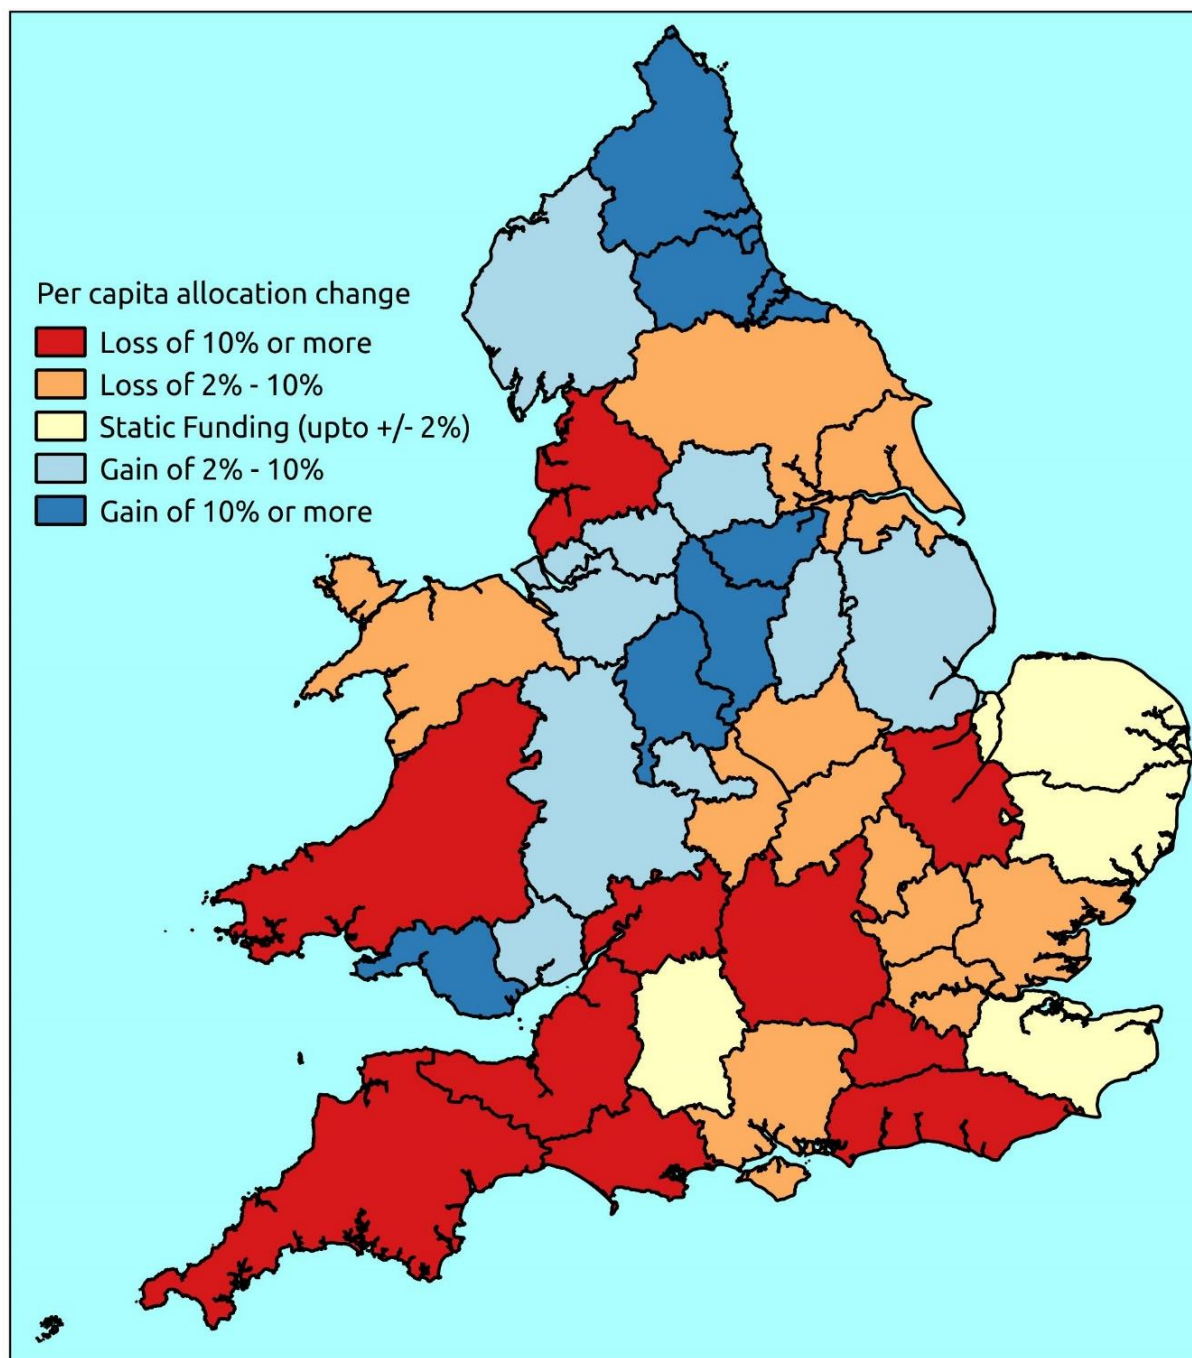 Per capita allocation change
Loss of 10% or more
Loss of 2% - 10%
Static Funding (upto +/- 2%)
Gain of 2% - 10%
Gain of 10% or more